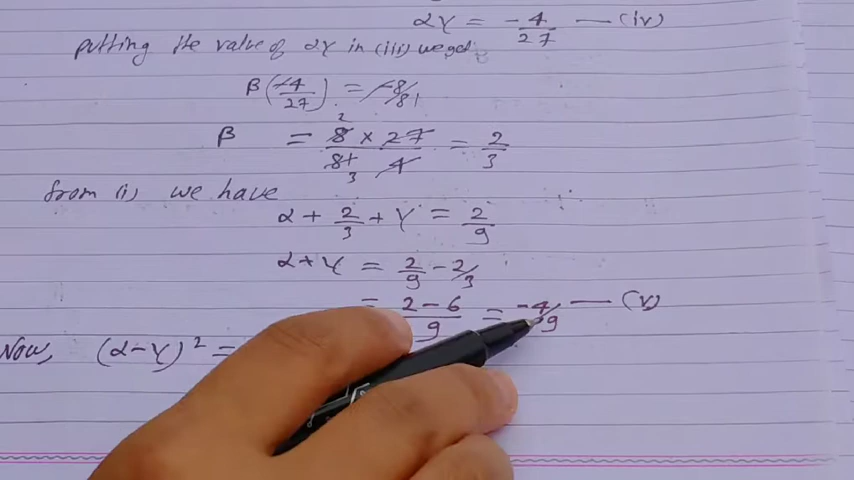 αγ = -4/27 — (iv)
putting the value of αγ in (iii) we get
β(-4/27) = -8/81
β = 8 × 27 / 81 4 = 2/3
2
3
from (i) we have
α + 2/3 + γ = 2/9
α + γ = 2/9 - 2/3
= 2-6/9 = -4/9 — (v)
Now, (α-γ)² =